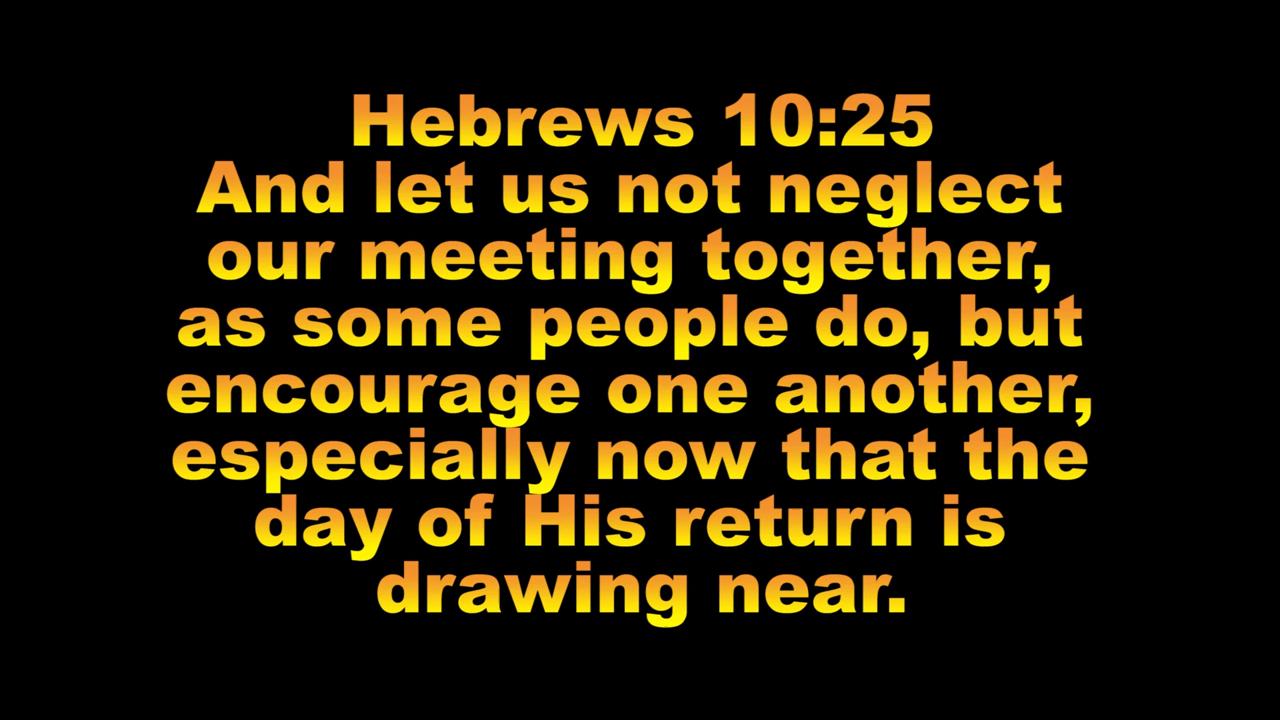 Hebrews 10:25
And let us not neglect
our meeting together,
as some people do, but
encourage one another,
especially now that the
day of His return is
drawing near.